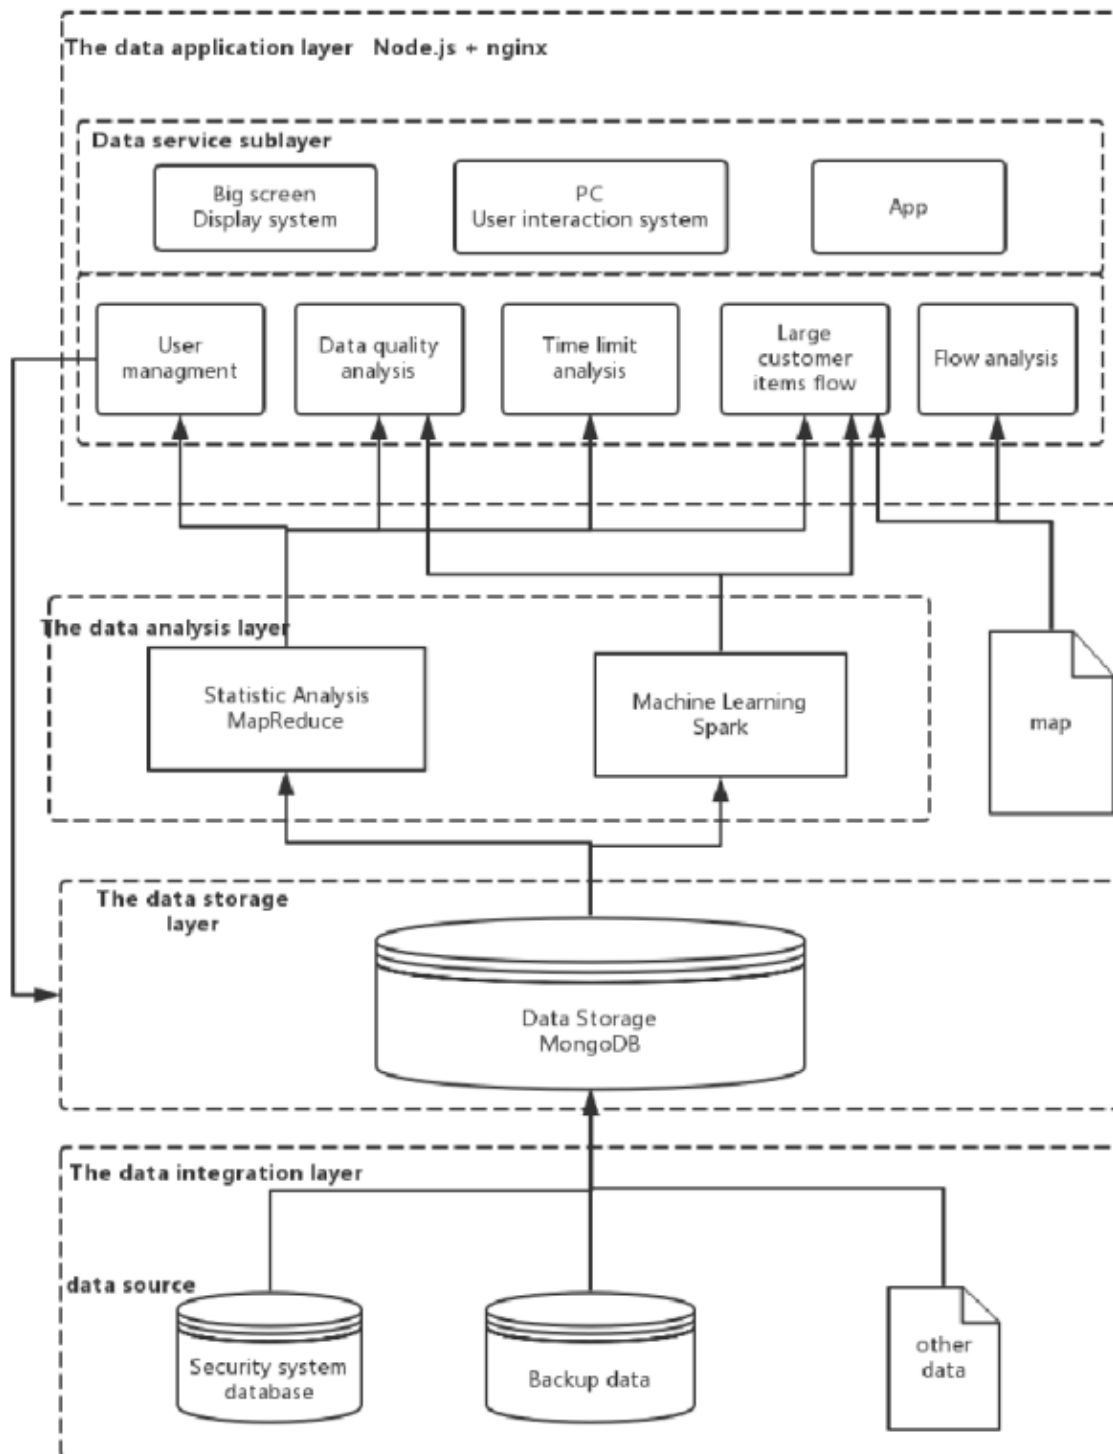 The data application layer Node.js + nginx
Data service sublayer
Big screen
Display system
PC
User interaction system
App
User
managment
Data quality
analysis
Time limit
analysis
Large
customer
items flow
Flow analysis
The data analysis layer
Statistic Analysis
MapReduce
Machine Learning
Spark
map
The data storage
layer
Data Storage
MongoDB
The data integration layer
data source
Security system
database
Backup data
other
data